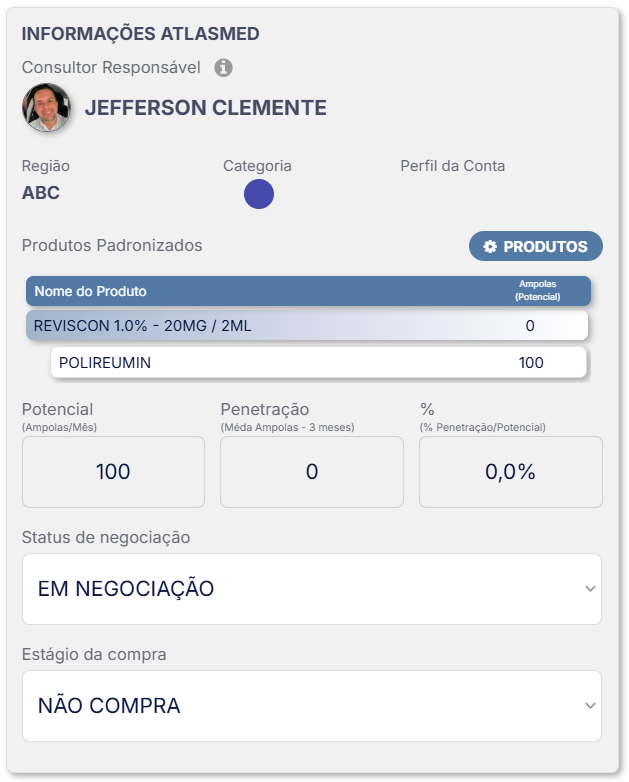 INFORMAÇÕES ATLASMED
Consultor Responsável
JEFFERSON CLEMENTE
Região Categoria Perfil da Conta
ABC
Produtos Padronizados PRODUTOS
Nome do Produto Ampolas
(Potencial)
REVISCON 1.0% - 20MG / 2ML 0
POLIREUMIN 100
Potencial Penetração %
(Ampolas/Mês) (Méda Ampolas - 3 meses) (% Penetração/Potencial)
100 0 0,0%
Status de negociação
EM NEGOCIAÇÃO
Estágio da compra
NÃO COMPRA